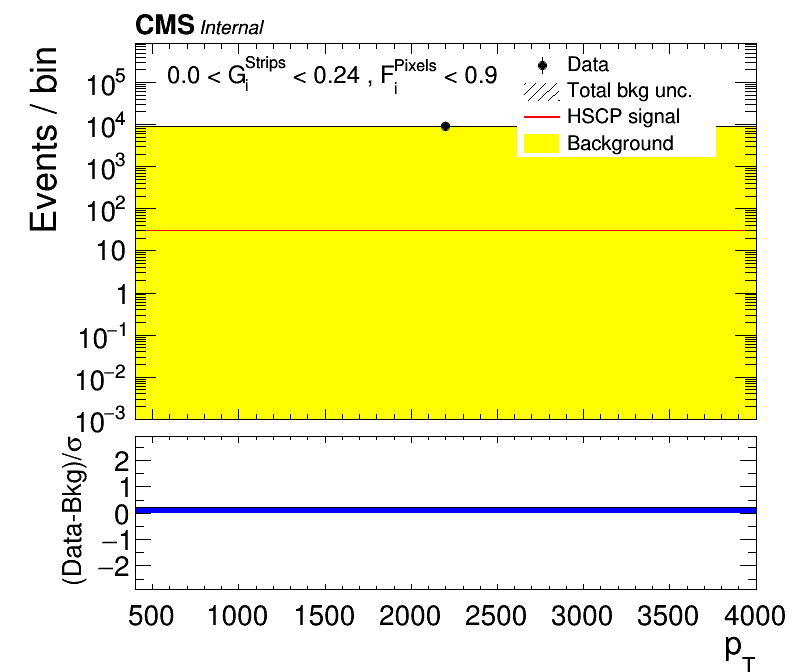 CMS Internal
0.0 < G_i^Strips < 0.24 , F_i^Pixels < 0.9
Data
Total bkg unc.
HSCP signal
Background
Events / bin
10^5
10^4
10^3
10^2
10
1
10^−1
10^−2
10^−3
(Data-Bkg)/σ
2
1
0
−1
−2
500 1000 1500 2000 2500 3000 3500 4000
p_T